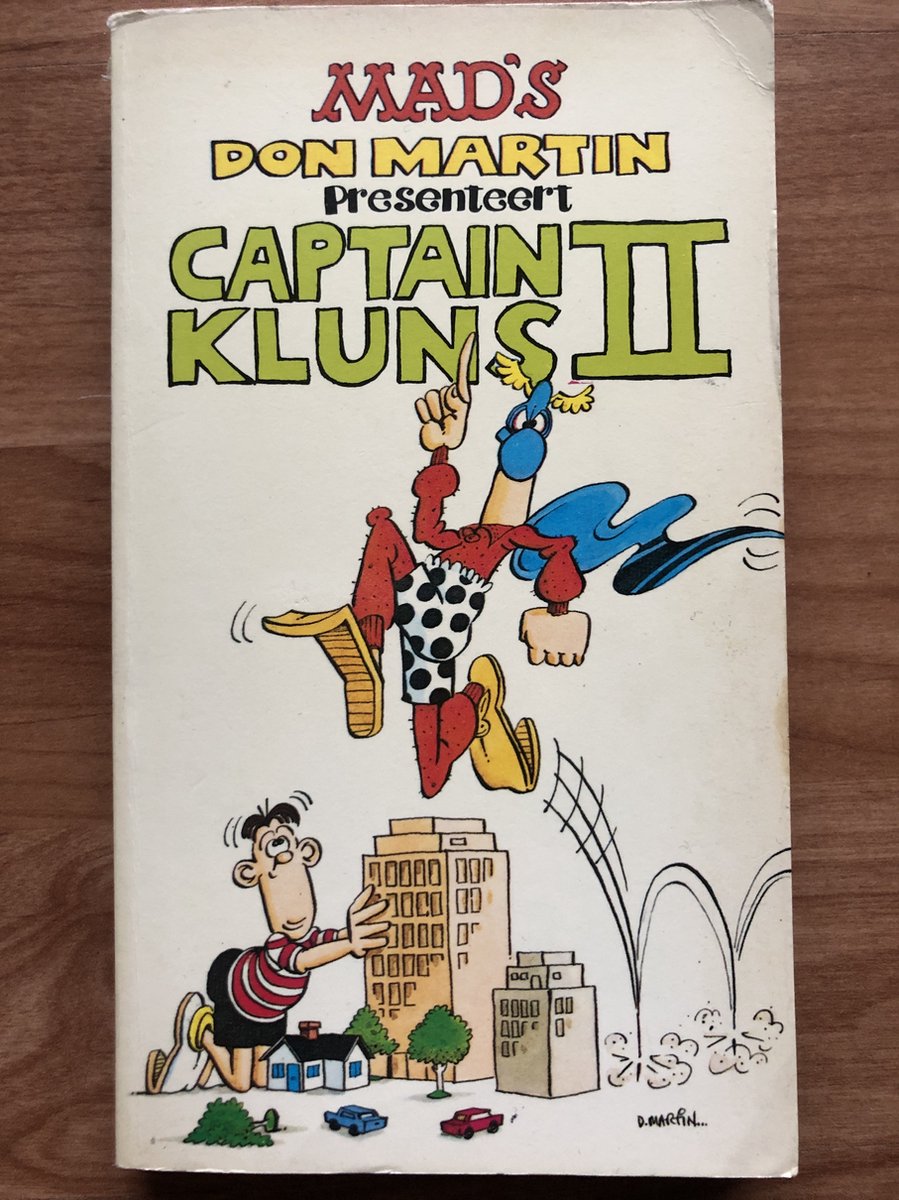 MAD'S
DON MARTIN
Presenteert
CAPTAIN
KLUNS II
D. MARTIN...